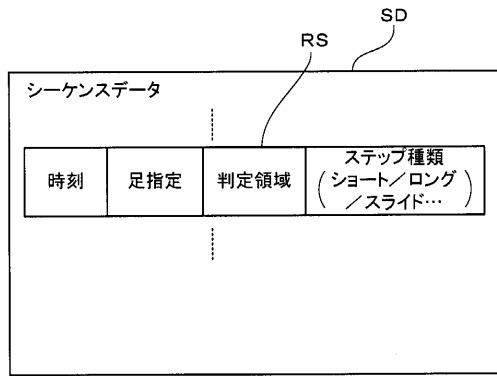 SD
RS
シーケンスデータ
時刻
足指定
判定領域
ステップ種類
(ショート/ロング
/スライド…)